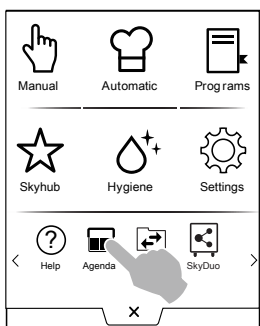 Manual Automatic Programs
Skyhub Hygiene Settings
?
< Help Agenda SkyDuo >
X